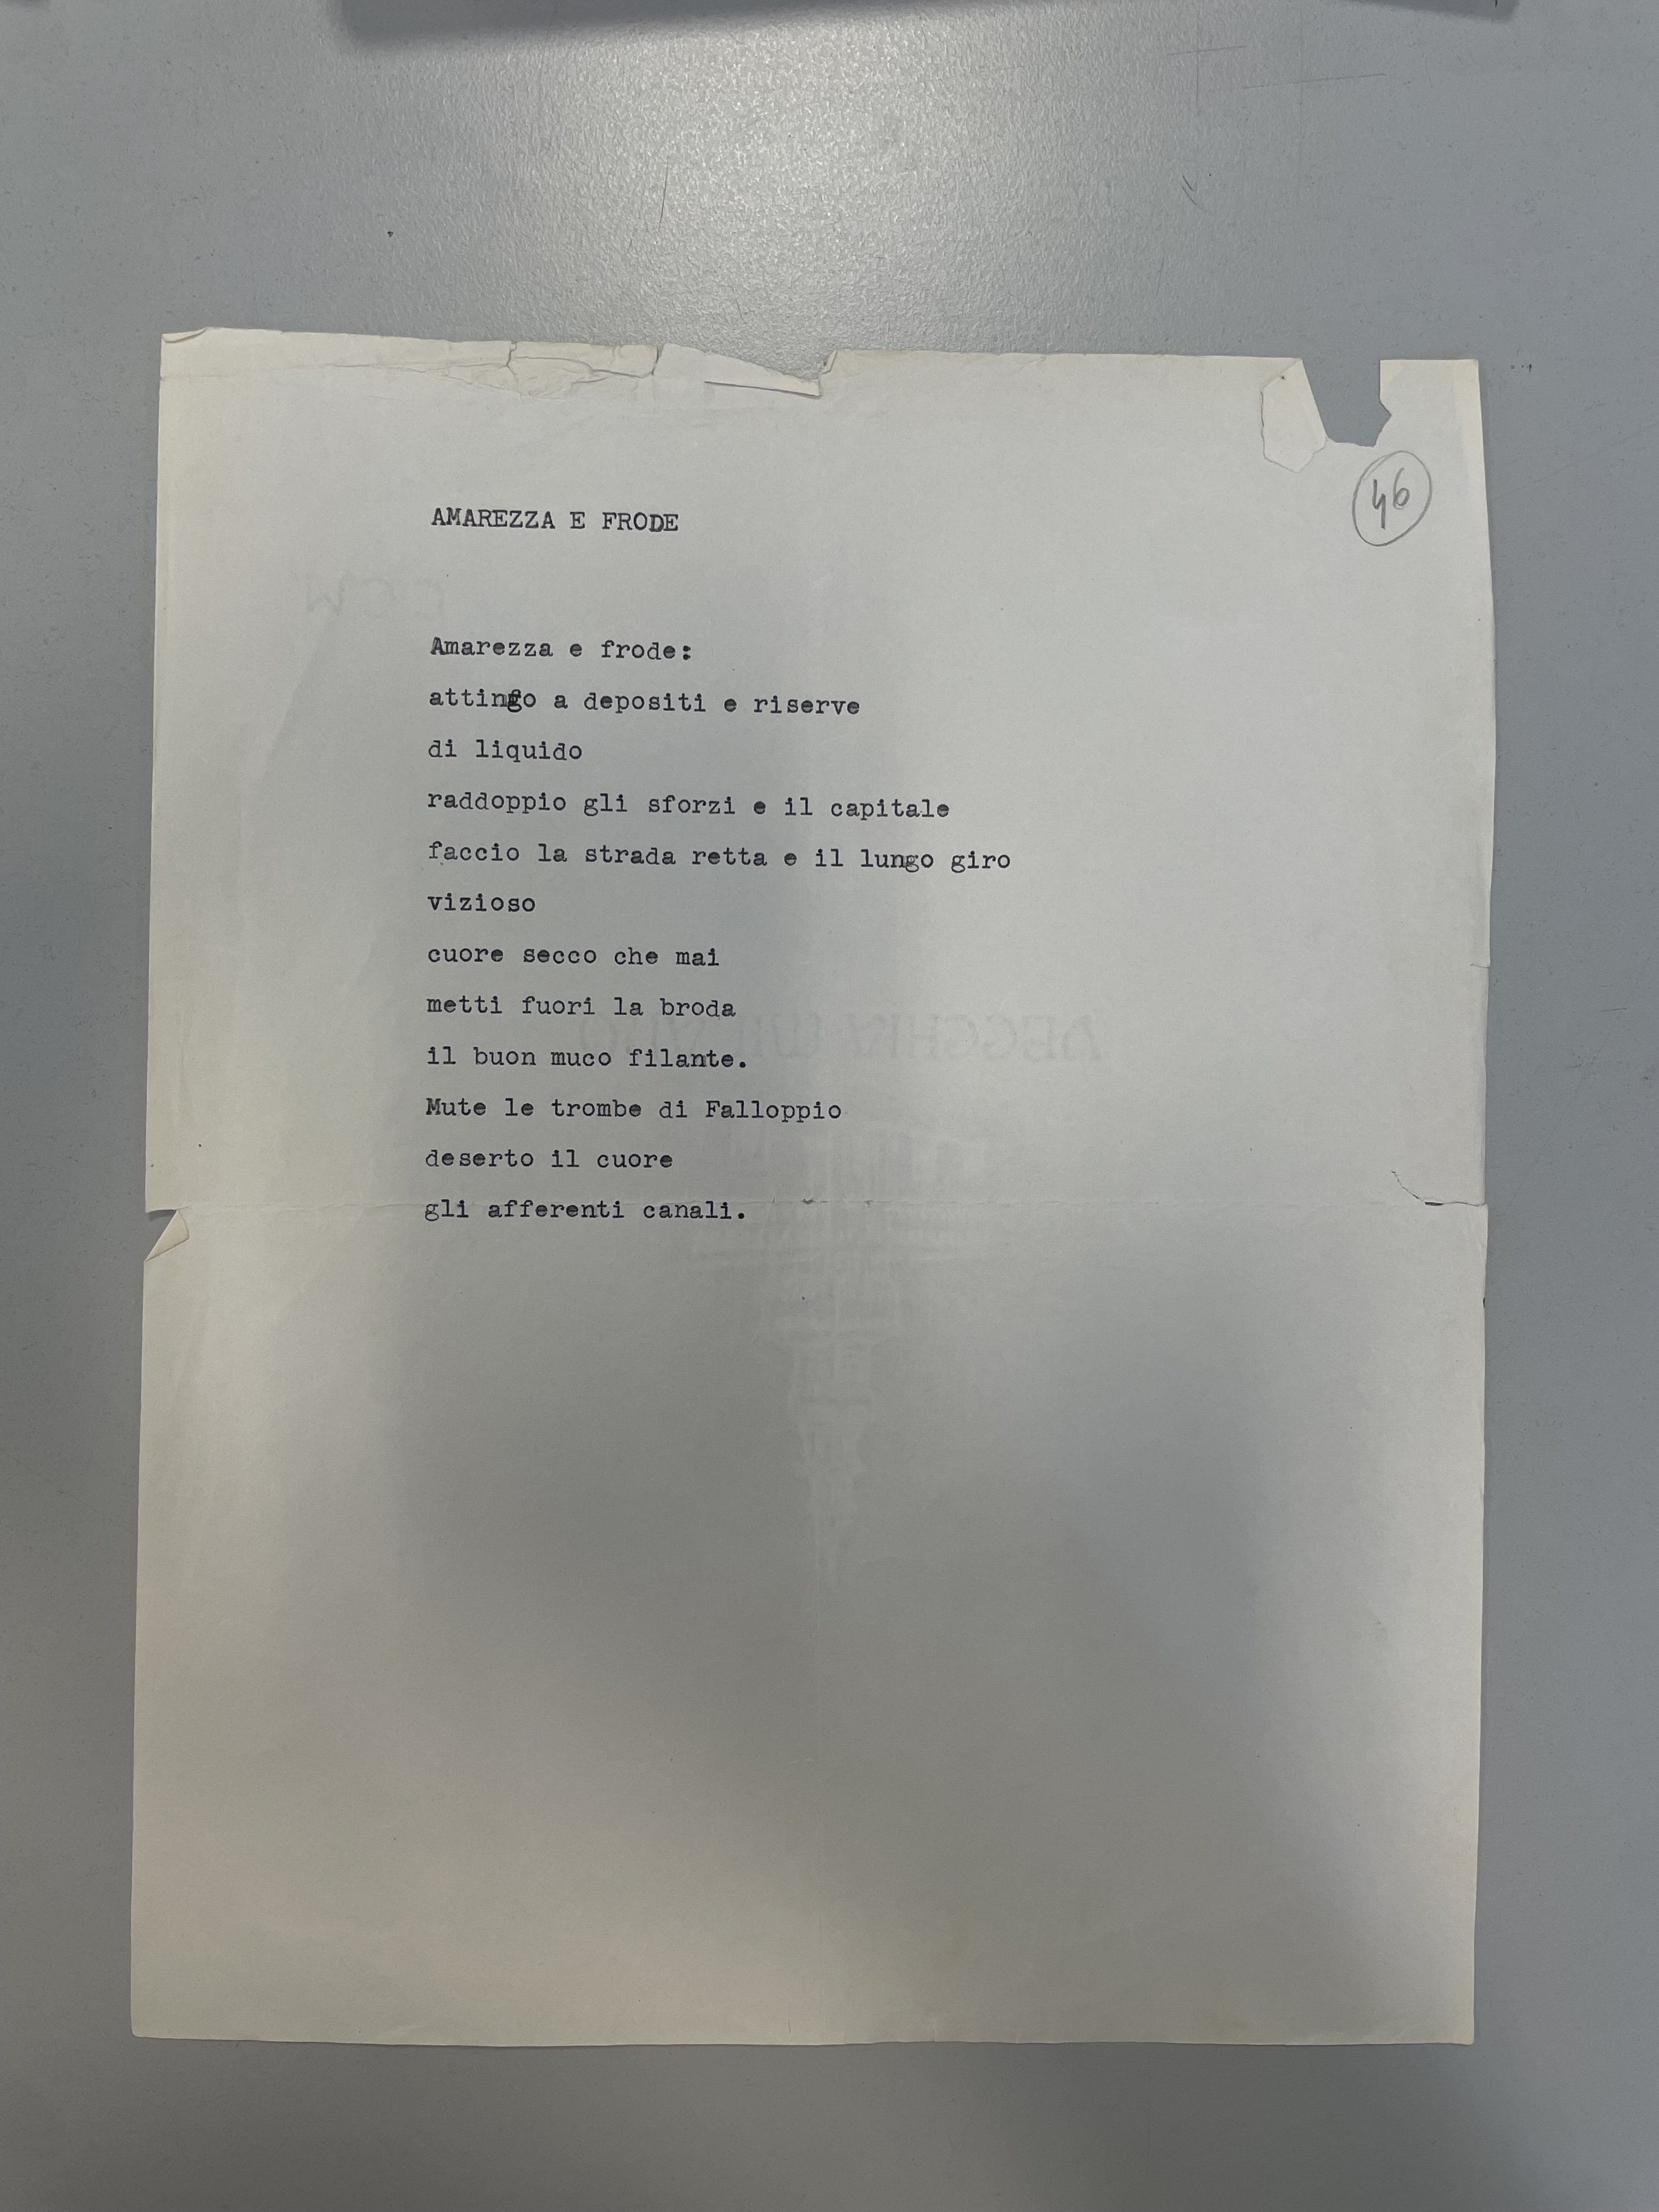 46
AMAREZZA E FRODE
Amarezza e frode:
attingo a depositi e riserve
di liquido
raddoppio gli sforzi e il capitale
faccio la strada retta e il lungo giro
vizioso
cuore secco che mai
metti fuori la broda
il buon muco filante.
Mute le trombe di Falloppio
deserto il cuore
gli afferenti canali.